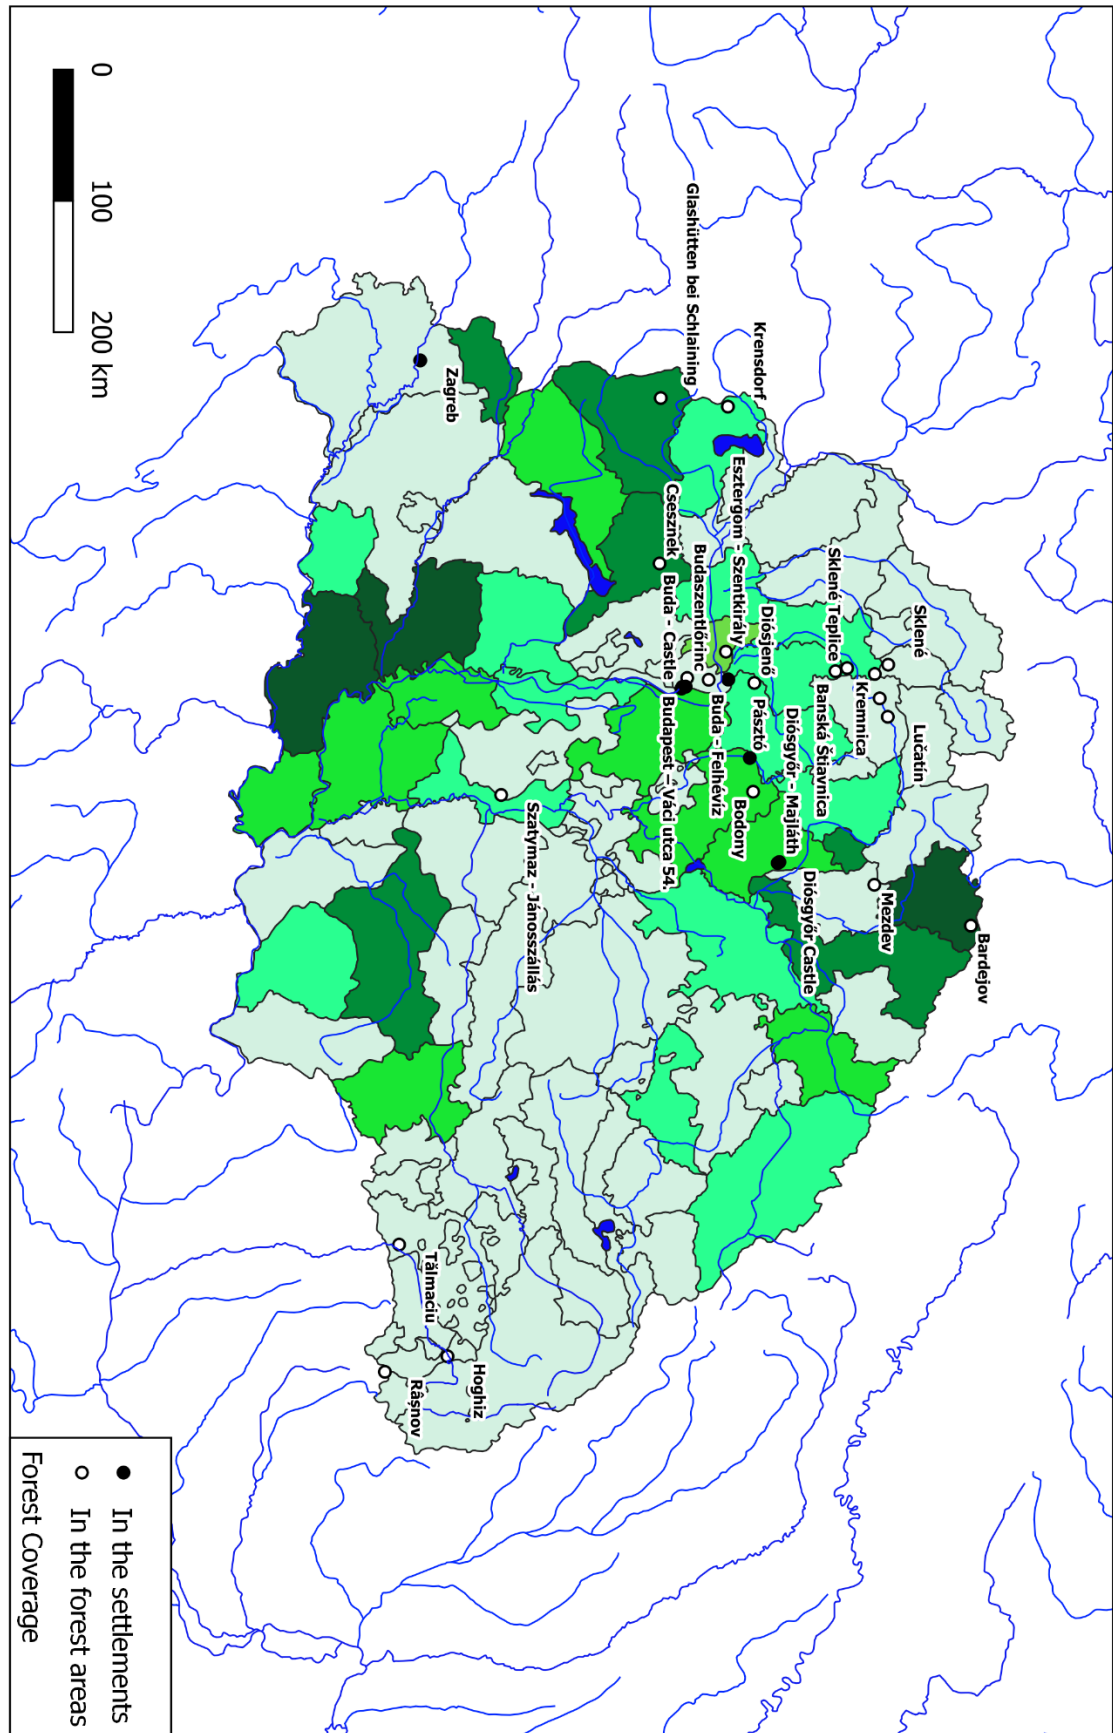 Bardejov
Sklené
Lučatín
Mezdev
Kremnica
Sklené Teplice
Banská Štiavnica
Diósgyőr Castle
Diósgyőr - Majláth
Krensdorf
Diósjenő
Pásztó
Bodony
Esztergom - Szentkirály
Buda - Felhévíz
Budaszentlőrinc
Glashütten bei Schlaining
Csesznek
Buda - Castle
Budapest - Váci utca 54.
Szatymaz - Jánosszállás
Zagreb
Hoghiz
Tălmaciu
Râșnov
0
100
200 km
In the settlements
In the forest areas
Forest Coverage